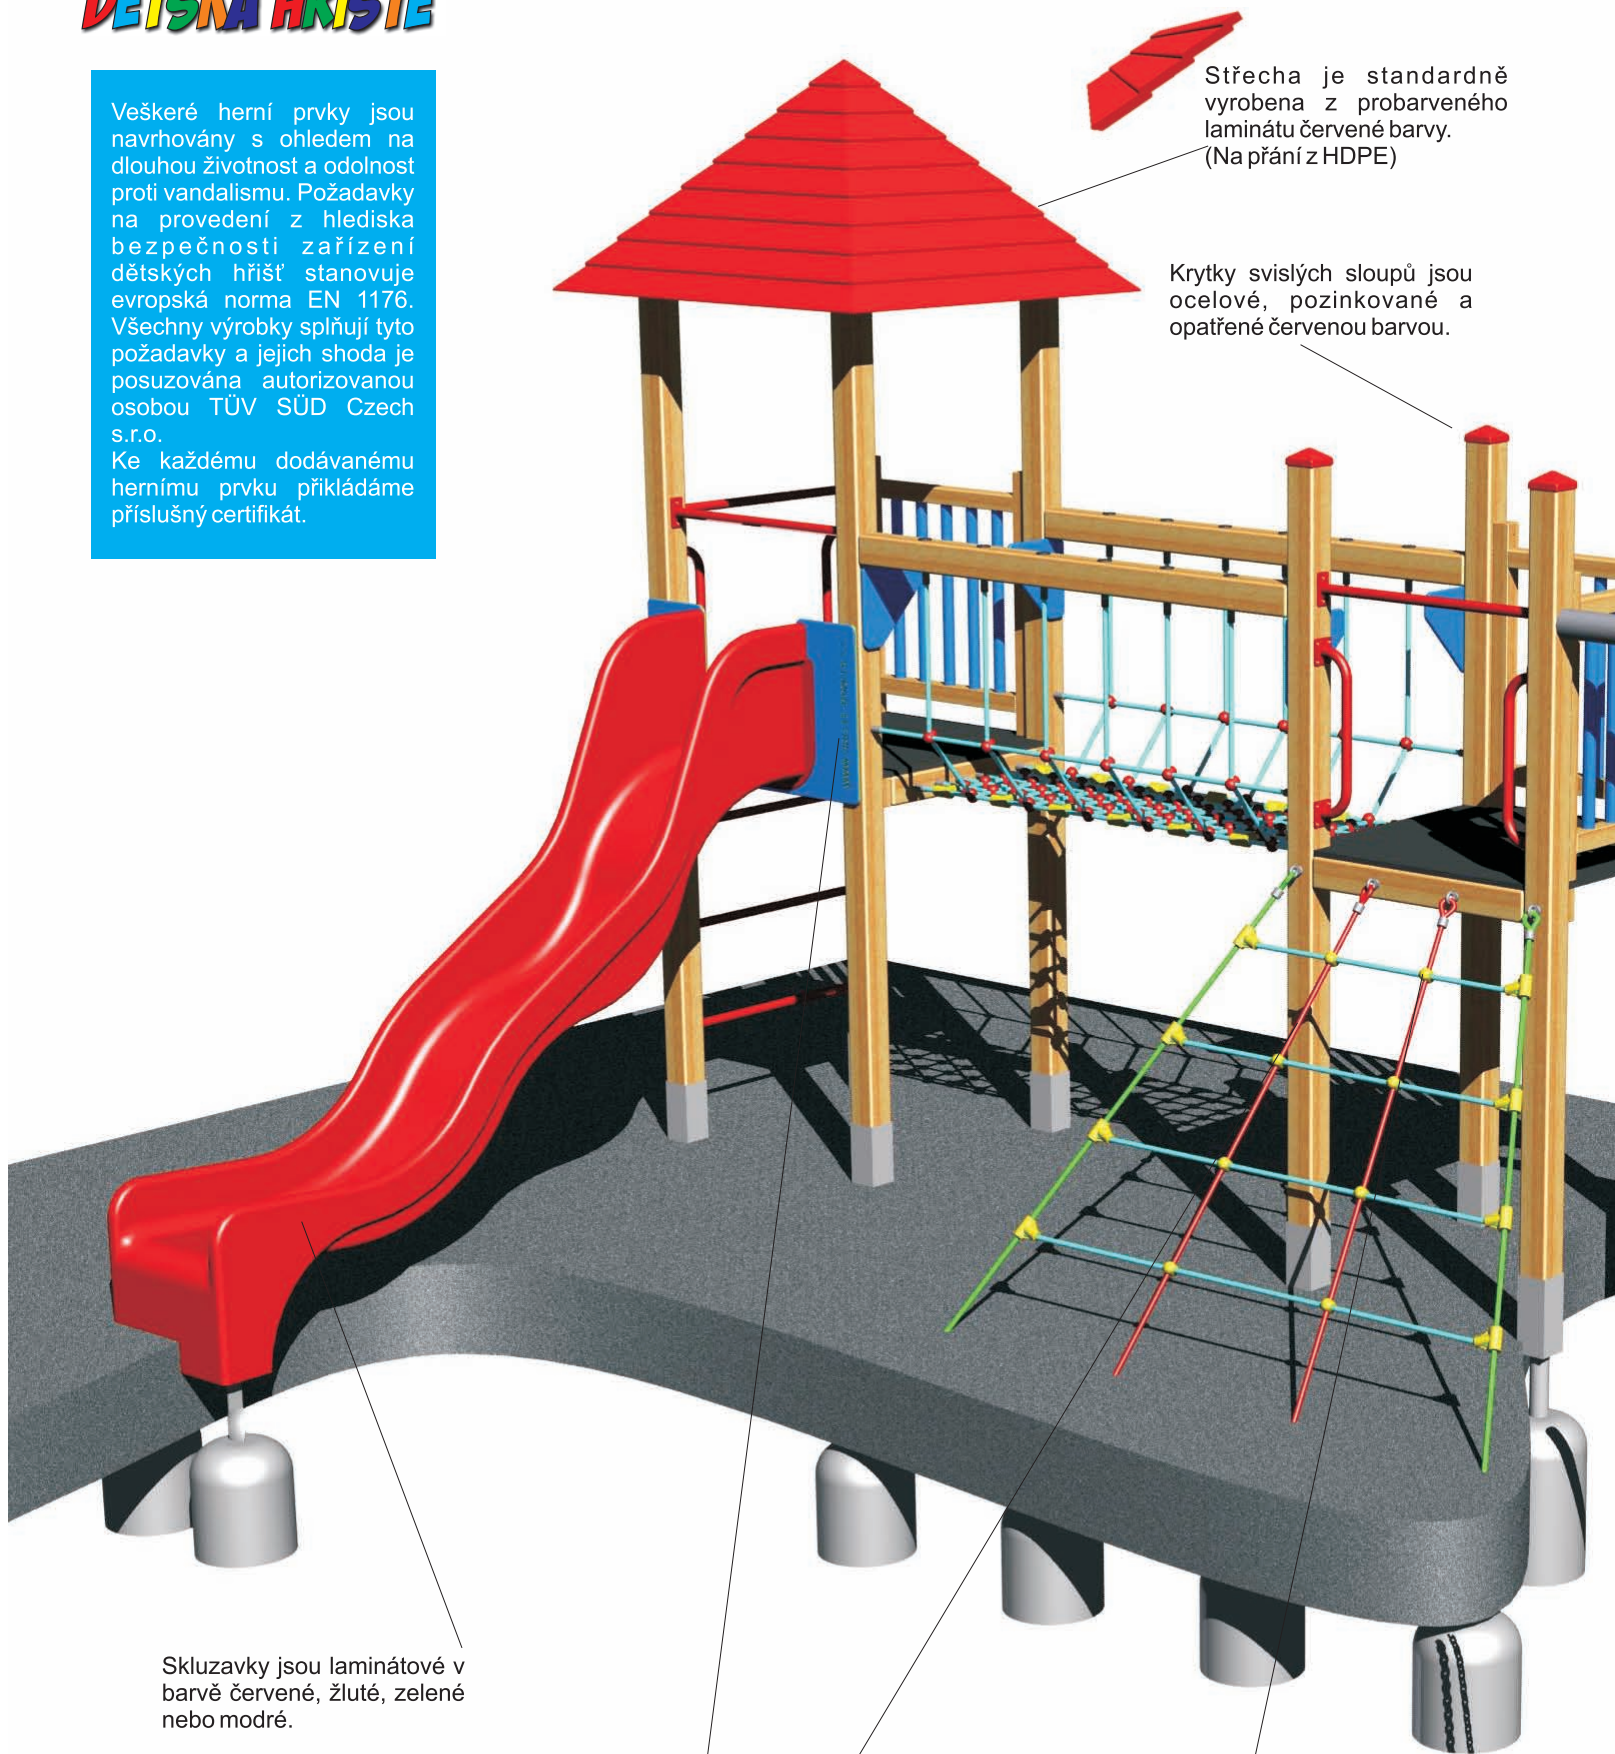 DĚTSKÁ HŘIŠTĚ
Veškeré herní prvky jsou
navrhovány s ohledem na
dlouhou životnost a odolnost
proti vandalismu. Požadavky
na provedení z hlediska
bezpečnosti zařízení
dětských hřišť stanovuje
evropská norma EN 1176.
Všechny výrobky splňují tyto
požadavky a jejich shoda je
posuzována autorizovanou
osobou TÜV SÜD Czech
s.r.o.
Ke každému dodávanému
hernímu prvku přikládáme
příslušný certifikát.
Střecha je standardně
vyrobena z probarveného
laminátu červené barvy.
(Na přání z HDPE)
Krytky svislých sloupů jsou
ocelové, pozinkované a
opatřené červenou barvou.
Skluzavky jsou laminátové v
barvě červené, žluté, zelené
nebo modré.